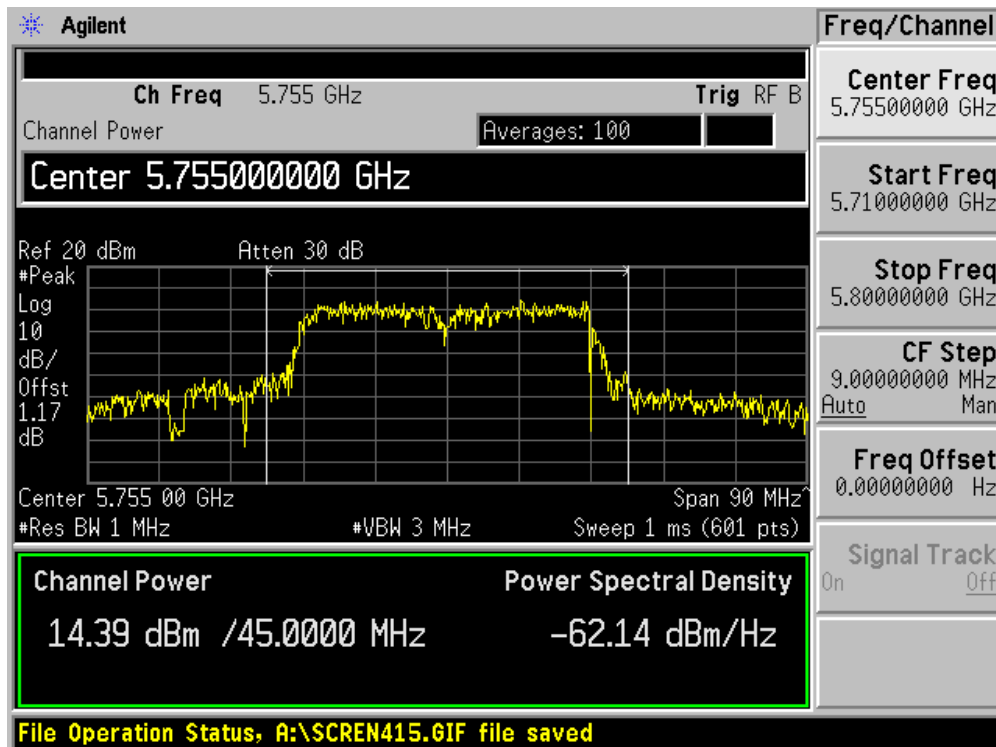 Agilent
Freq/Channel
Ch Freq 5.755 GHz Trig RF B
Channel Power Averages: 100
Center 5.755000000 GHz
Ref 20 dBm Atten 30 dB
#Peak
Log
10
dB/
Offst
1.17
dB
Center 5.755 00 GHz Span 90 MHz^
#Res BW 1 MHz #VBW 3 MHz Sweep 1 ms (601 pts)
Channel Power Power Spectral Density
14.39 dBm /45.0000 MHz -62.14 dBm/Hz
File Operation Status, A:\SCREN415.GIF file saved
Center Freq
5.75500000 GHz
Start Freq
5.71000000 GHz
Stop Freq
5.80000000 GHz
CF Step
9.00000000 MHz
Auto Man
Freq Offset
0.00000000 Hz
Signal Track
On Off